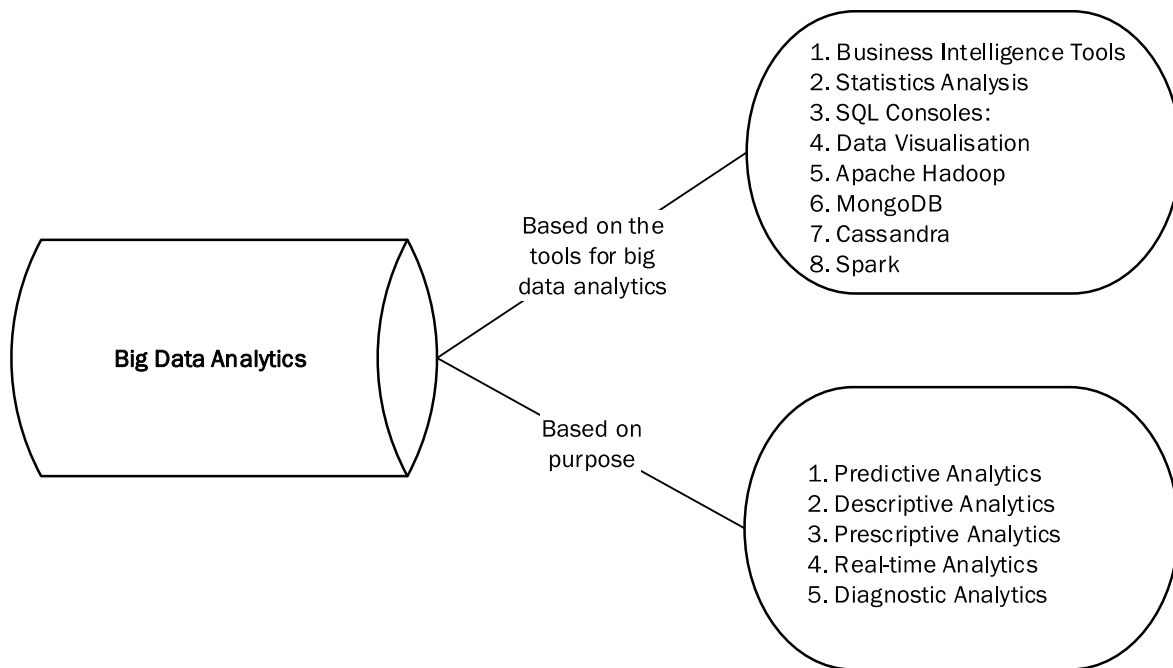 1. Business Intelligence Tools
2. Statistics Analysis
3. SQL Consoles:
4. Data Visualisation
5. Apache Hadoop
6. MongoDB
7. Cassandra
8. Spark
Based on the
tools for big
data analytics
Big Data Analytics
Based on
purpose
1. Predictive Analytics
2. Descriptive Analytics
3. Prescriptive Analytics
4. Real-time Analytics
5. Diagnostic Analytics